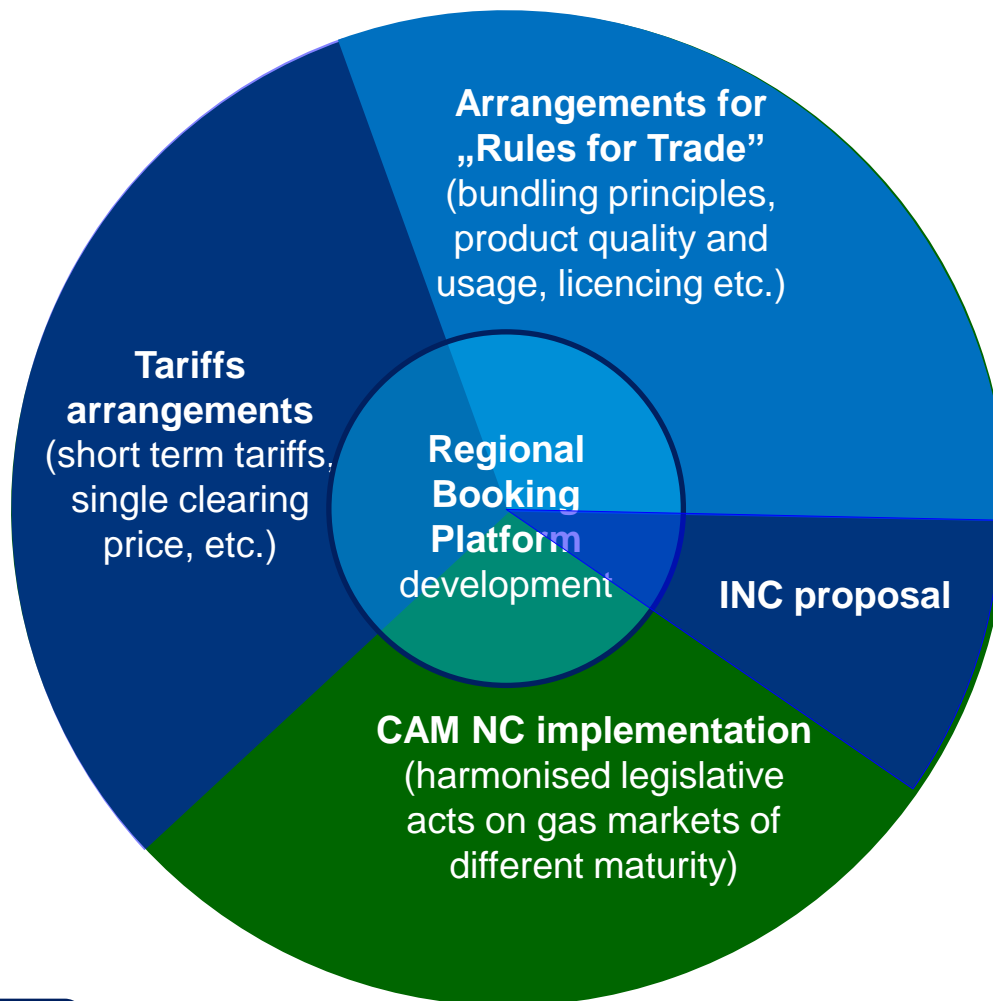 Arrangements for
„Rules for Trade”
(bundling principles,
product quality and
usage, licencing etc.)
Tariffs
arrangements
(short term tariffs,
single clearing
price, etc.)
Regional
Booking
Platform
development
INC proposal
CAM NC implementation
(harmonised legislative
acts on gas markets of
different maturity)